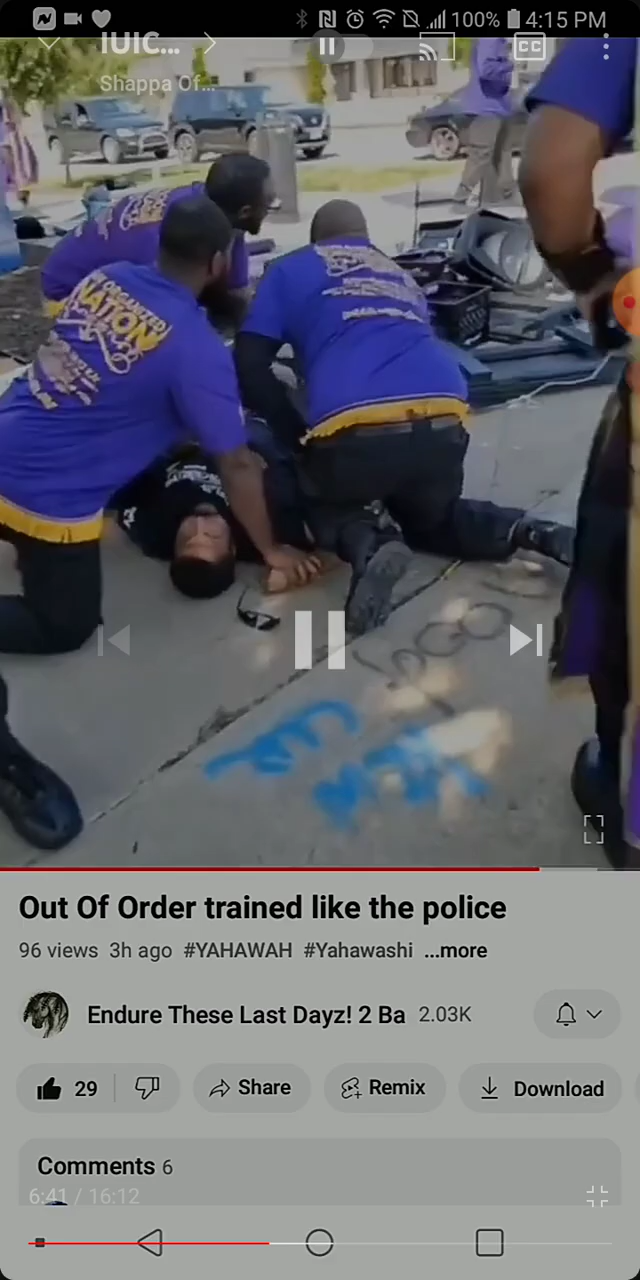 100% 4:15 PM
IUIC...
CC
Shappa Of...
ORGANIZED
NATION
Out Of Order trained like the police
96 views 3h ago #YAHAWAH #Yahawashi ...more
Endure These Last Dayz! 2 Ba 2.03K
29 Share Remix Download
Comments 6
6:41 / 16:12